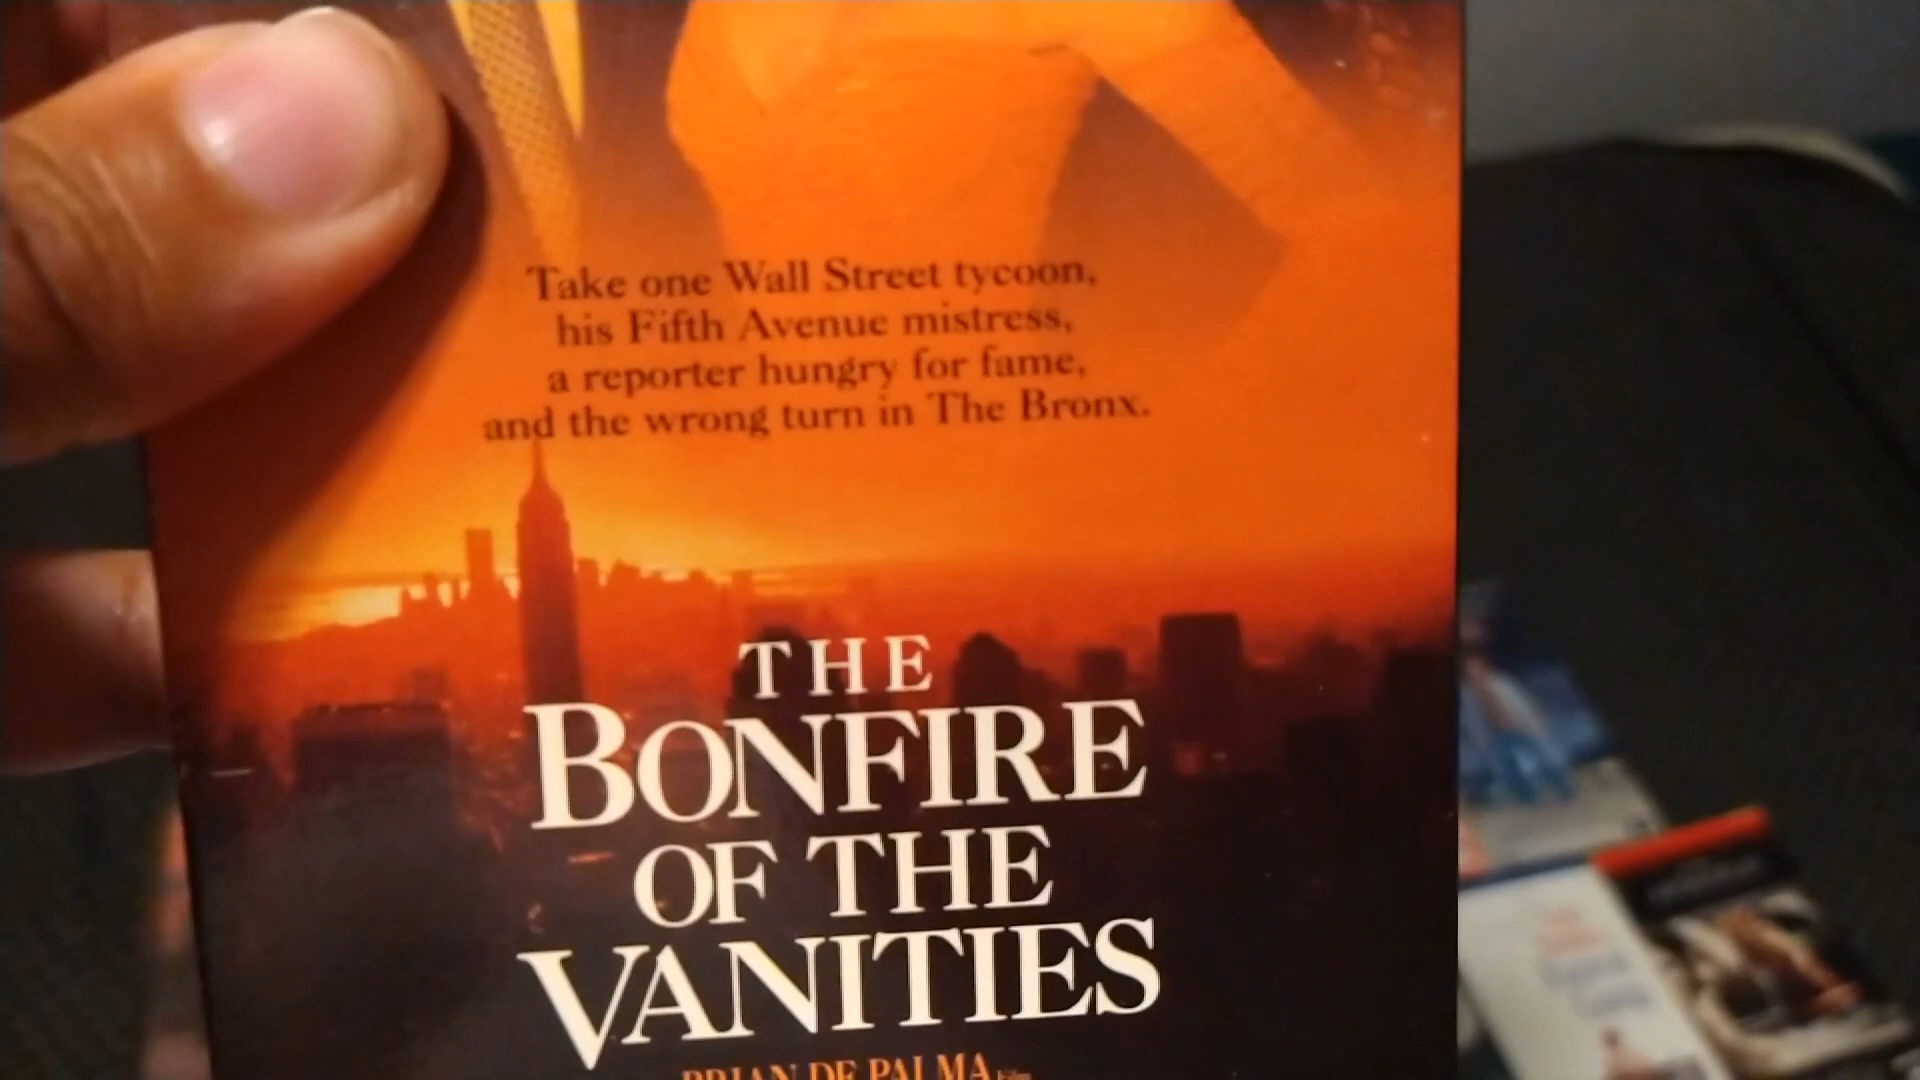 Take one Wall Street tycoon,
his Fifth Avenue mistress,
a reporter hungry for fame,
and the wrong turn in The Bronx.
THE
BONFIRE
OF THE
VANITIES
BRIAN DE PALMA